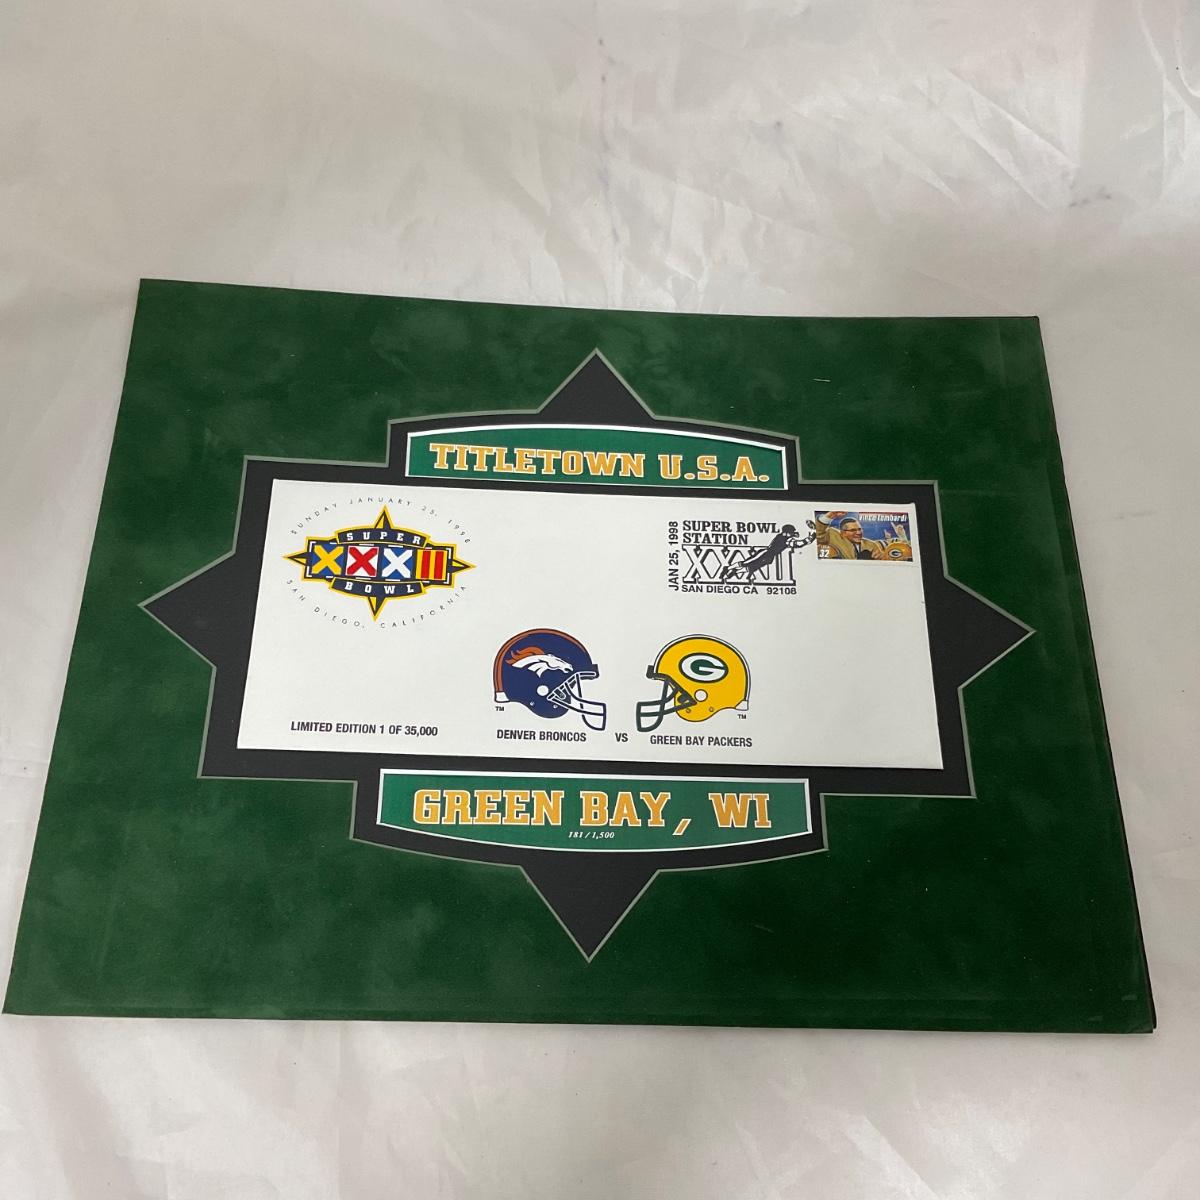 TITLETOWN U.S.A.
SUNDAY JANUARY 25, 1998
SUPER
XXXII
BOWL
SAN DIEGO, CALIFORNIA
JAN 25, 1998
SUPER BOWL
STATION
XXXII
SAN DIEGO CA 92108
Vince Lombardi
32
G
G
TM
TM
LIMITED EDITION 1 OF 35,000
DENVER BRONCOS VS GREEN BAY PACKERS
GREEN BAY, WI
181/1,500